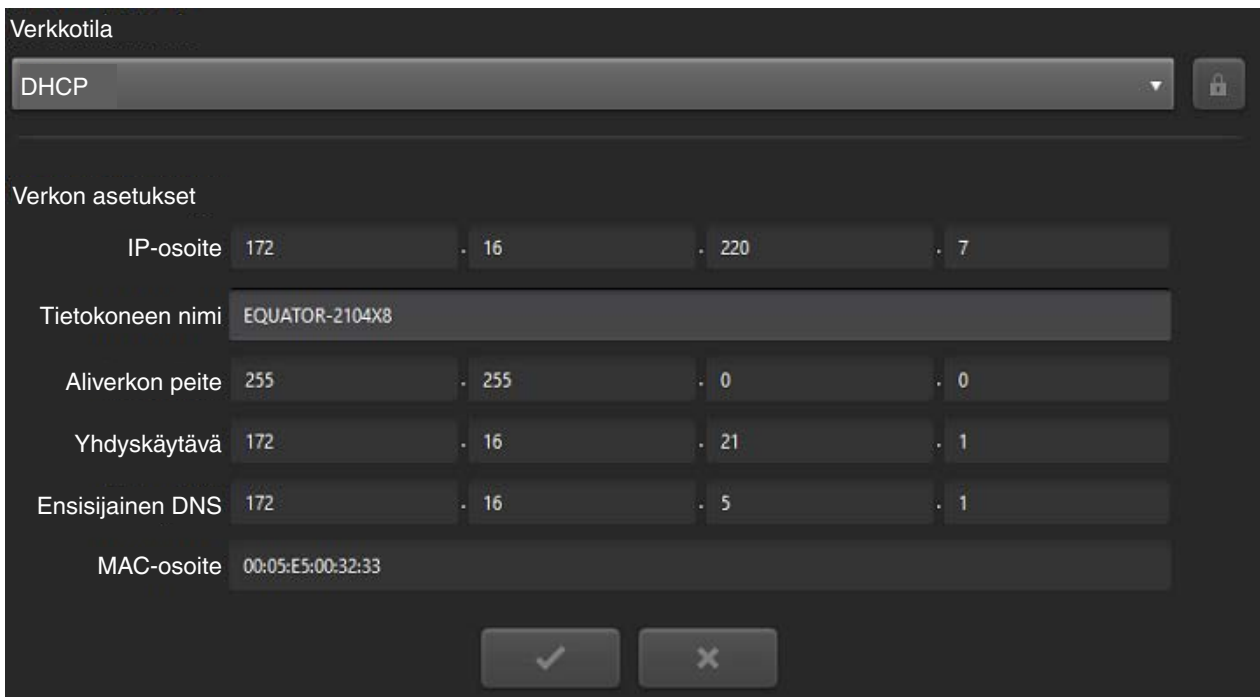 Verkkotila
DHCP
Verkon asetukset
IP-osoite 172 . 16 . 220 . 7
Tietokoneen nimi EQUATOR-2104X8
Aliverkon peite 255 . 255 . 0 . 0
Yhdyskäytävä 172 . 16 . 21 . 1
Ensisijainen DNS 172 . 16 . 5 . 1
MAC-osoite 00:05:E5:00:32:33